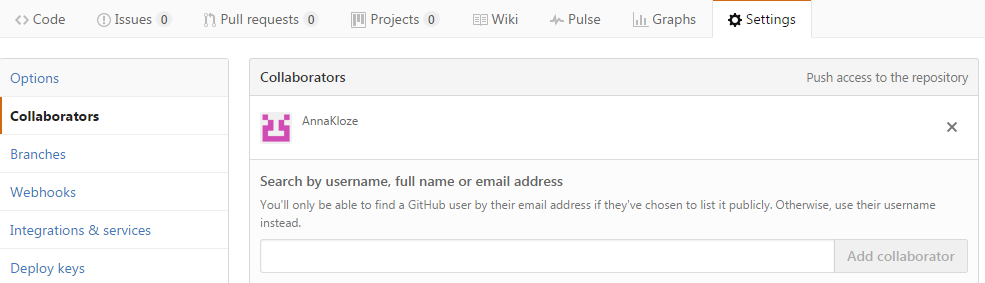 Code Issues 0 Pull requests 0 Projects 0 Wiki Pulse Graphs Settings
Options
Collaborators
Branches
Webhooks
Integrations & services
Deploy keys
Collaborators Push access to the repository
AnnaKloze
Search by username, full name or email address
You'll only be able to find a GitHub user by their email address if they've chosen to list it publicly. Otherwise, use their username
instead.
Add collaborator